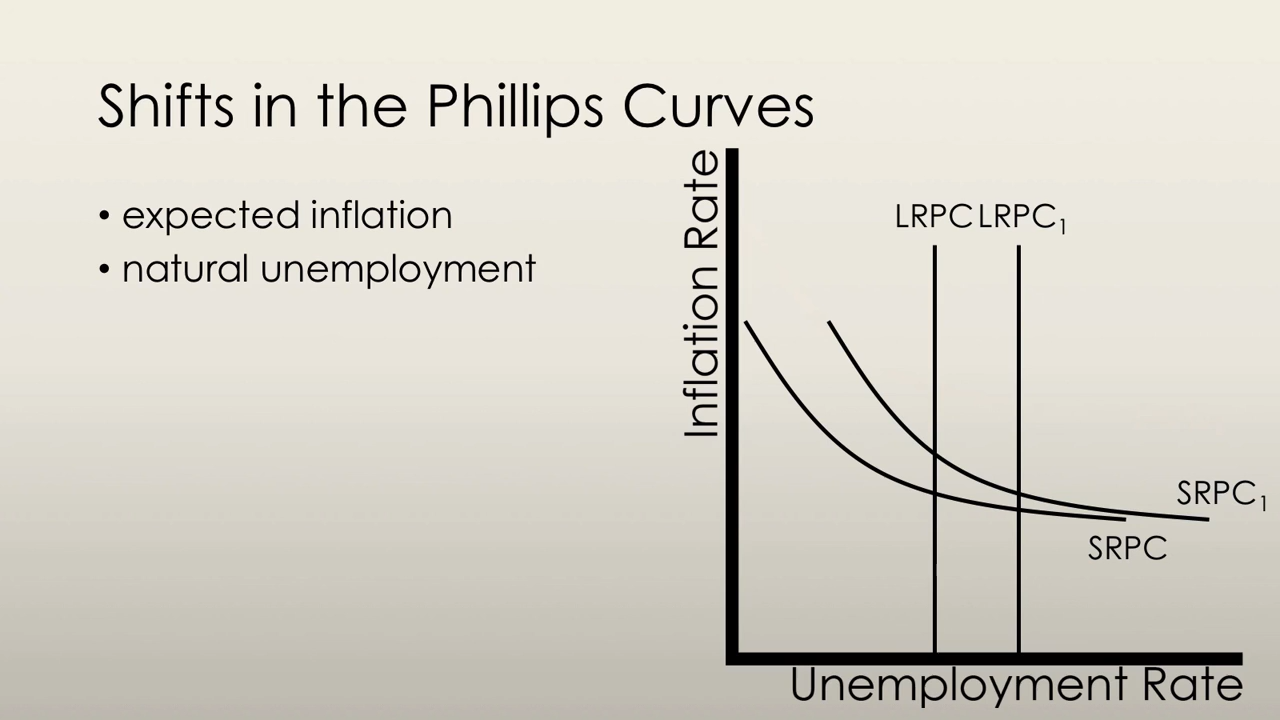 Shifts in the Phillips Curves
• expected inflation
• natural unemployment
Inflation Rate
LRPC LRPC₁
SRPC₁
SRPC
Unemployment Rate